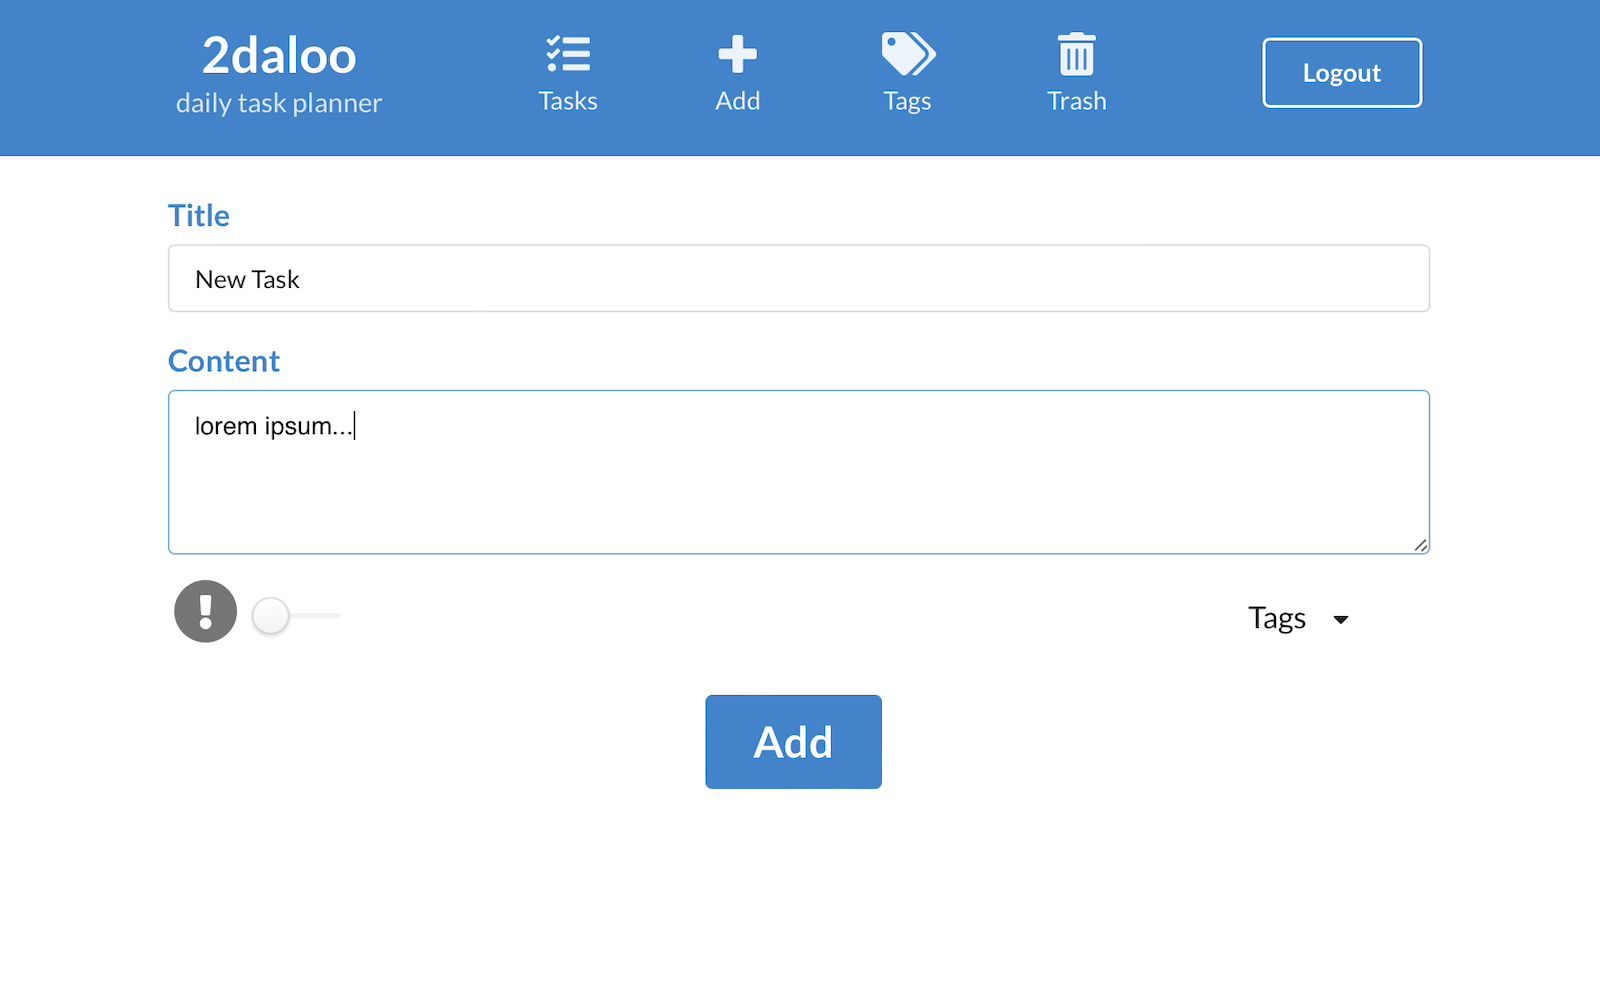 2daloo
daily task planner
Tasks
Add
Tags
Trash
Logout
Title
New Task
Content
lorem ipsum...
Tags
Add